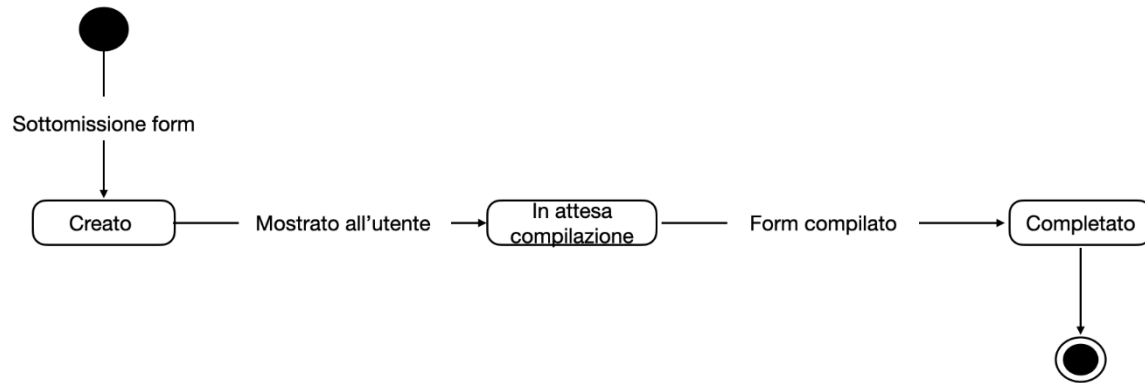 Sottomissione form
Creato
Mostrato all'utente
In attesa
compilazione
Form compilato
Completato